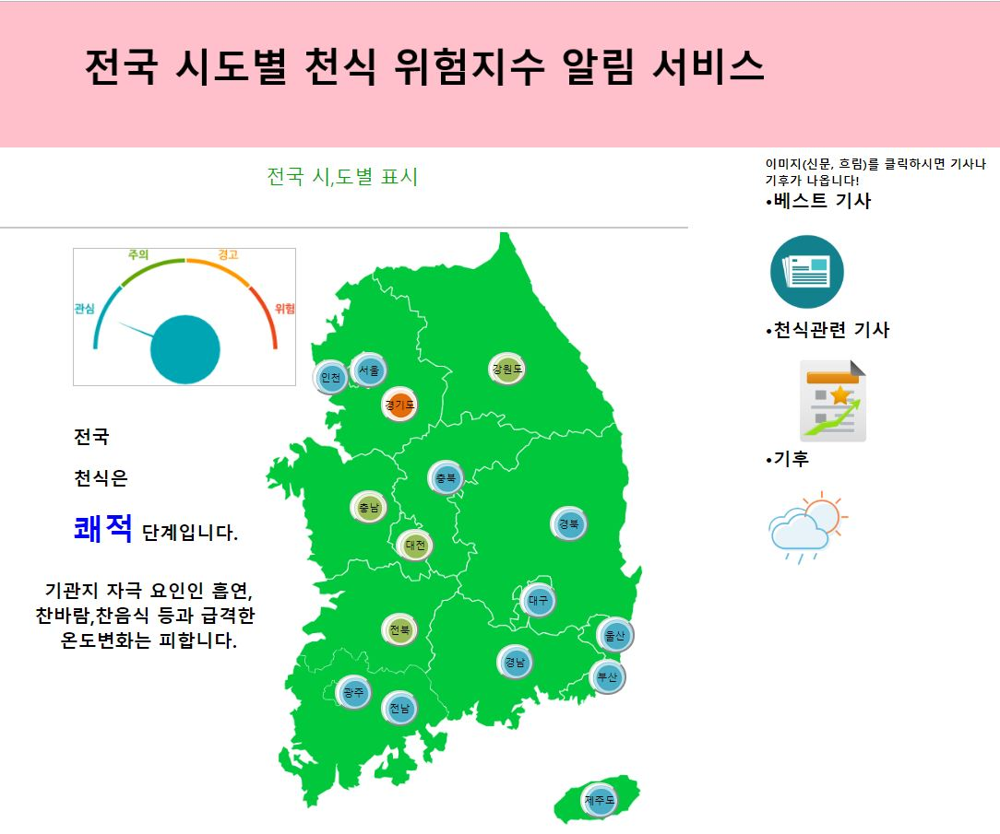 전국 시도별 천식 위험지수 알림 서비스
전국 시,도별 표시
관심
주의
경고
위험
전국
천식은
쾌적 단계입니다.
기관지 자극 요인인 흡연,
찬바람,찬음식 등과 급격한
온도변화는 피합니다.
인천
서울
강원도
경기도
충북
충남
경북
대전
대구
전북
울산
경남
부산
광주
전남
제주도
이미지(신문, 흐림)를 클릭하시면 기사나
기후가 나옵니다!
•베스트 기사
•천식관련 기사
•기후